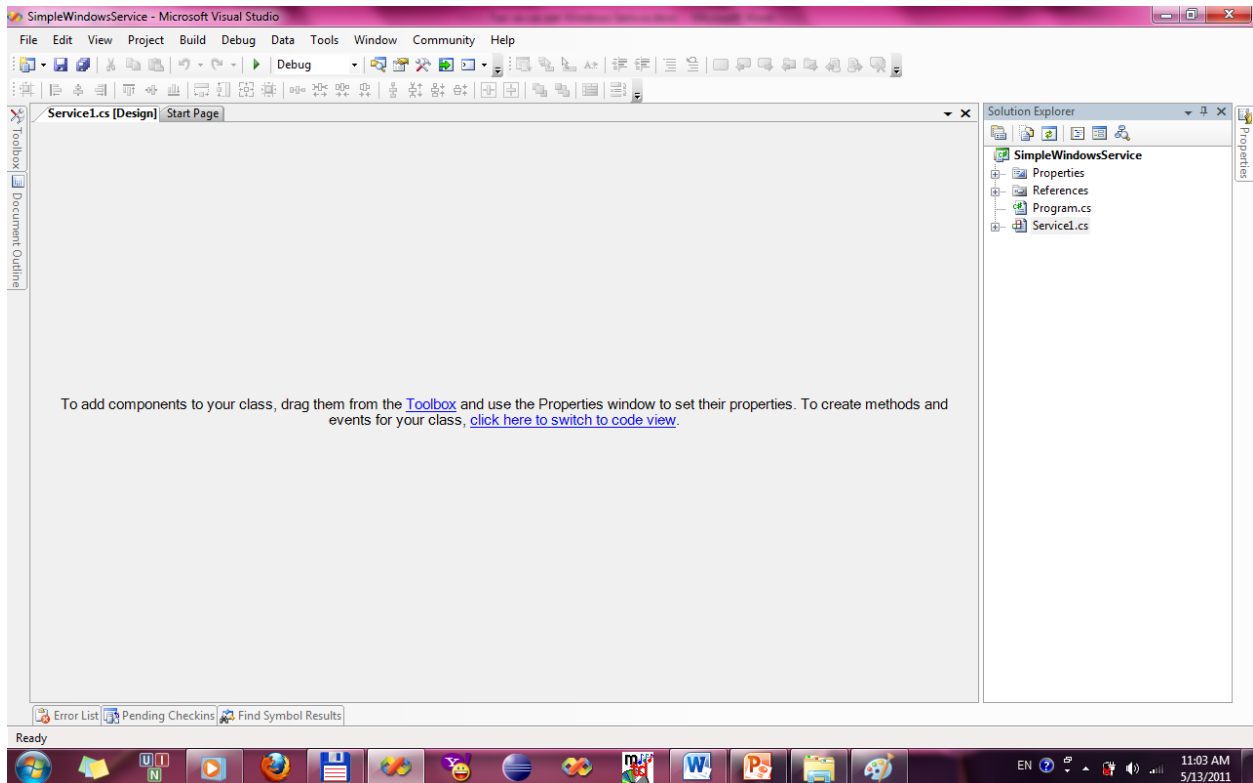 SimpleWindowsService - Microsoft Visual Studio
File Edit View Project Build Debug Data Tools Window Community Help
Debug
Service1.cs [Design] Start Page
Solution Explorer
Toolbox
Document Outline
Properties
SimpleWindowsService
Properties
References
Program.cs
Service1.cs
To add components to your class, drag them from the Toolbox and use the Properties window to set their properties. To create methods and
events for your class, click here to switch to code view.
Error List Pending Checkins Find Symbol Results
Ready
U I
N
EN
11:03 AM
5/13/2011